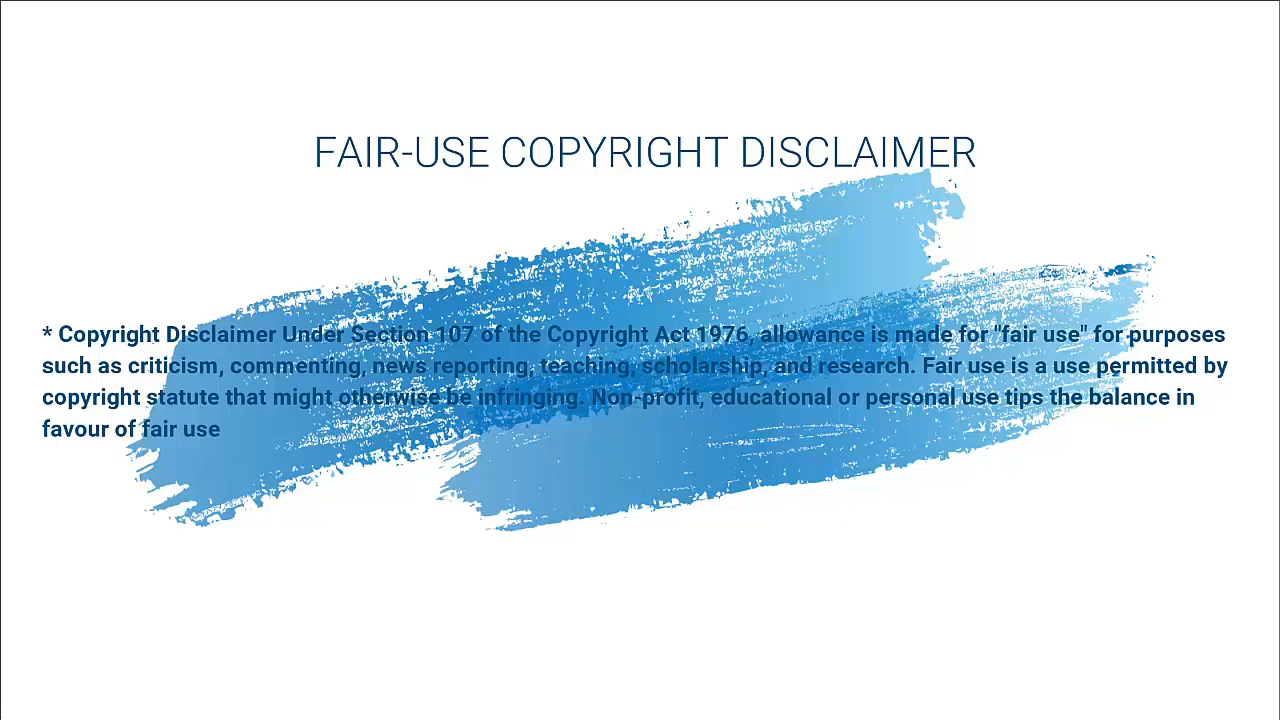 FAIR-USE COPYRIGHT DISCLAIMER
* Copyright Disclaimer Under Section 107 of the Copyright Act 1976, allowance is made for "fair use" for purposes
such as criticism, commenting, news reporting, teaching, scholarship, and research. Fair use is a use permitted by
copyright statute that might otherwise be infringing. Non-profit, educational or personal use tips the balance in
favour of fair use